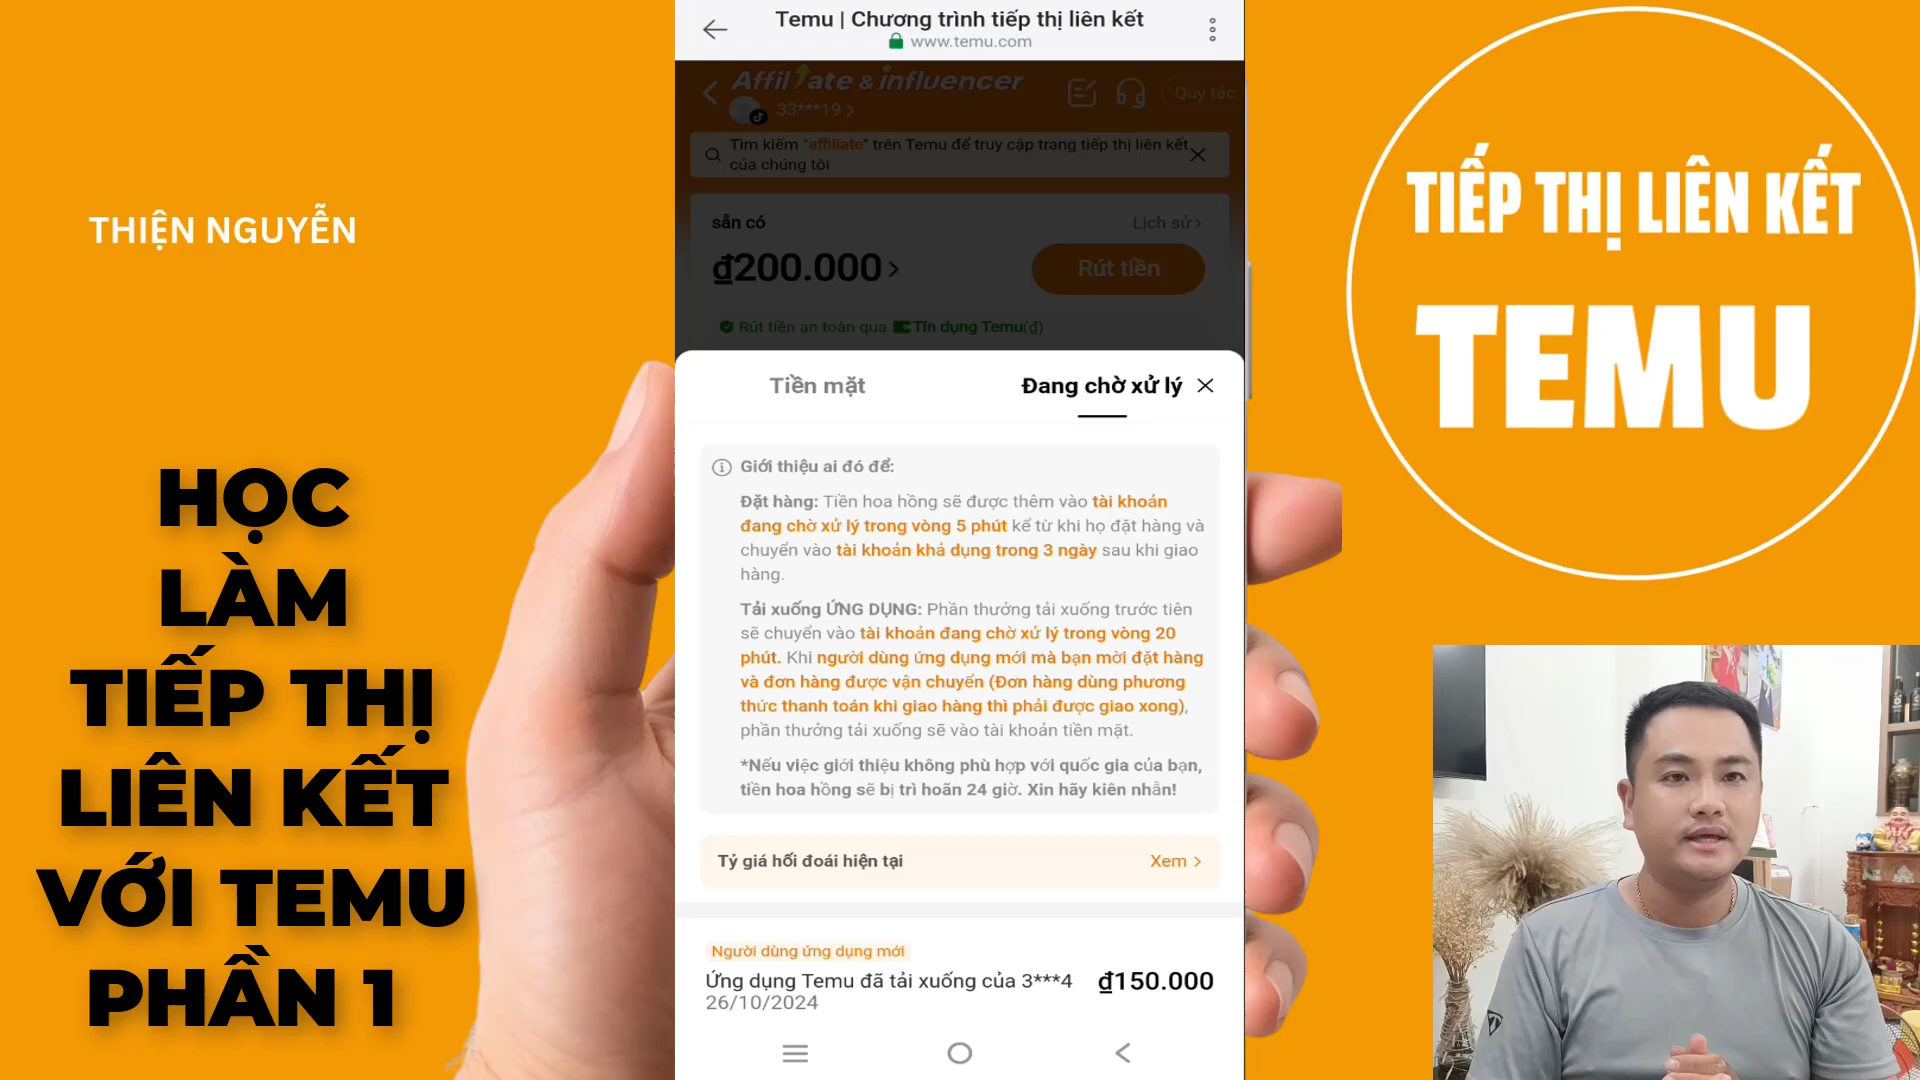 THIỆN NGUYỄN
HỌC
LÀM
TIẾP THỊ
LIÊN KẾT
VỚI TEMU
PHẦN 1
Temu | Chương trình tiếp thị liên kết
www.temu.com
Affiliate & influencer
33***19 >
Quy tắc
Tìm kiếm "affiliate" trên Temu để truy cập trang tiếp thị liên kết
của chúng tôi
sẵn có
Lịch sử >
₫200.000 >
Rút tiền
Rút tiền an toàn qua Tín dụng Temu(₫)
Tiền mặt
Đang chờ xử lý
Giới thiệu ai đó để:
Đặt hàng: Tiền hoa hồng sẽ được thêm vào tài khoản
đang chờ xử lý trong vòng 5 phút kể từ khi họ đặt hàng và
chuyển vào tài khoản khả dụng trong 3 ngày sau khi giao
hàng.
Tải xuống ỨNG DỤNG: Phần thưởng tải xuống trước tiên
sẽ chuyển vào tài khoản đang chờ xử lý trong vòng 20
phút. Khi người dùng ứng dụng mới mà bạn mời đặt hàng
và đơn hàng được vận chuyển (Đơn hàng dùng phương
thức thanh toán khi giao hàng thì phải được giao xong),
phần thưởng tải xuống sẽ vào tài khoản tiền mặt.
*Nếu việc giới thiệu không phù hợp với quốc gia của bạn,
tiền hoa hồng sẽ bị trì hoãn 24 giờ. Xin hãy kiên nhẫn!
Tỷ giá hối đoái hiện tại
Xem >
Người dùng ứng dụng mới
Ứng dụng Temu đã tải xuống của 3***4
₫150.000
26/10/2024
TIẾP THỊ LIÊN KẾT
TEMU